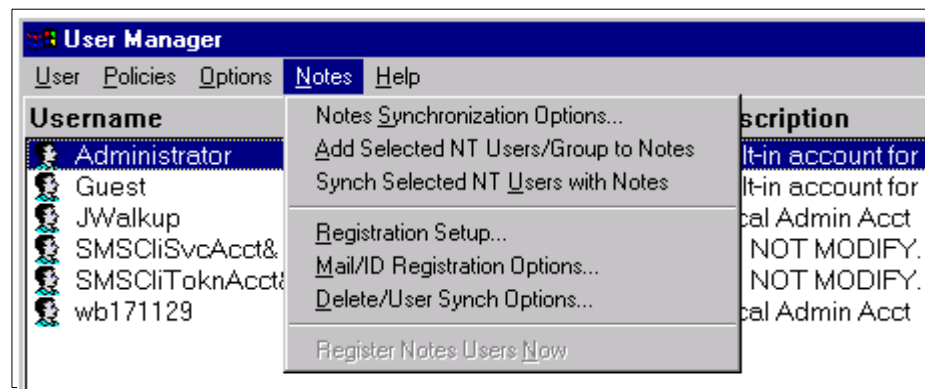 User Manager
User Policies Options Notes Help
Username scription
Notes Synchronization Options...
Add Selected NT Users/Group to Notes
Synch Selected NT Users with Notes
Registration Setup...
Mail/ID Registration Options...
Delete/User Synch Options...
Register Notes Users Now
Administrator lt-in account for
Guest lt-in account for
JWalkup cal Admin Acct
SMSCliSvcAcct& NOT MODIFY.
SMSCliToknAcct& NOT MODIFY.
wb171129 cal Admin Acct